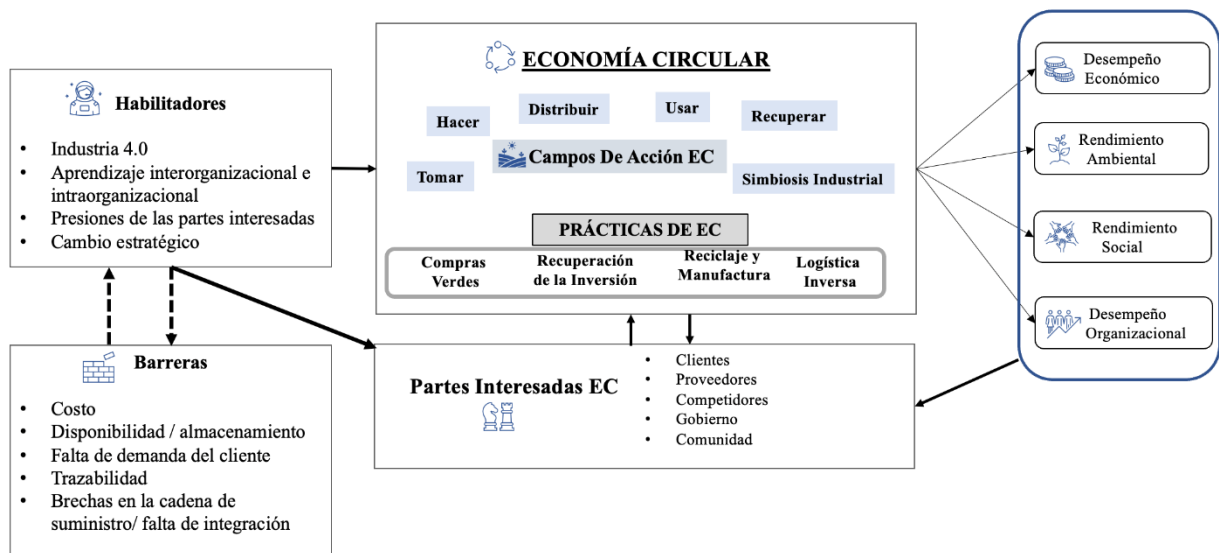 Habilitadores
• Industria 4.0
• Aprendizaje interorganizacional e
intraorganizacional
• Presiones de las partes interesadas
• Cambio estratégico
Barreras
• Costo
• Disponibilidad / almacenamiento
• Falta de demanda del cliente
• Trazabilidad
• Brechas en la cadena de
suministro/ falta de integración
ECONOMÍA CIRCULAR
Tomar
Hacer
Distribuir
Usar
Recuperar
Simbiosis Industrial
Campos De Acción EC
PRÁCTICAS DE EC
Compras
Verdes
Recuperación
de la Inversión
Reciclaje y
Manufactura
Logística
Inversa
Partes Interesadas EC
• Clientes
• Proveedores
• Competidores
• Gobierno
• Comunidad
Desempeño
Económico
Rendimiento
Ambiental
Rendimiento
Social
Desempeño
Organizacional